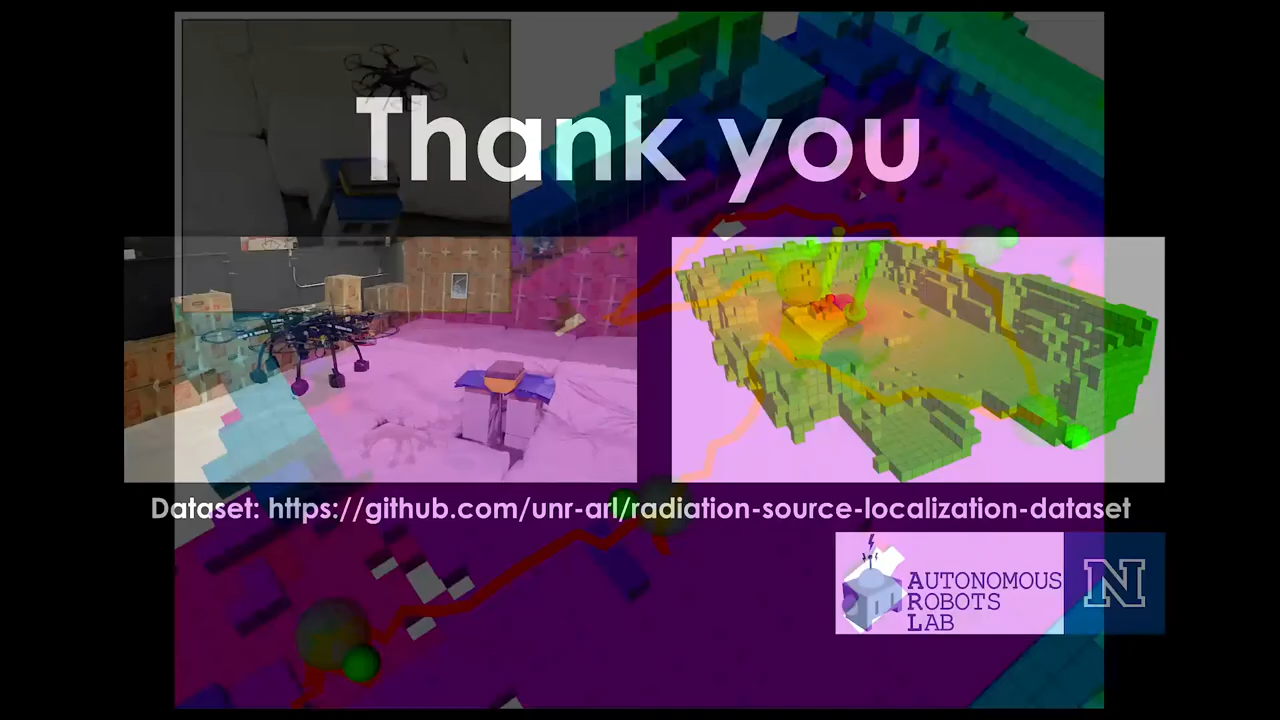 Thank you
Dataset: https://github.com/unr-arl/radiation-source-localization-dataset
AUTONOMOUS
ROBOTS
LAB
N